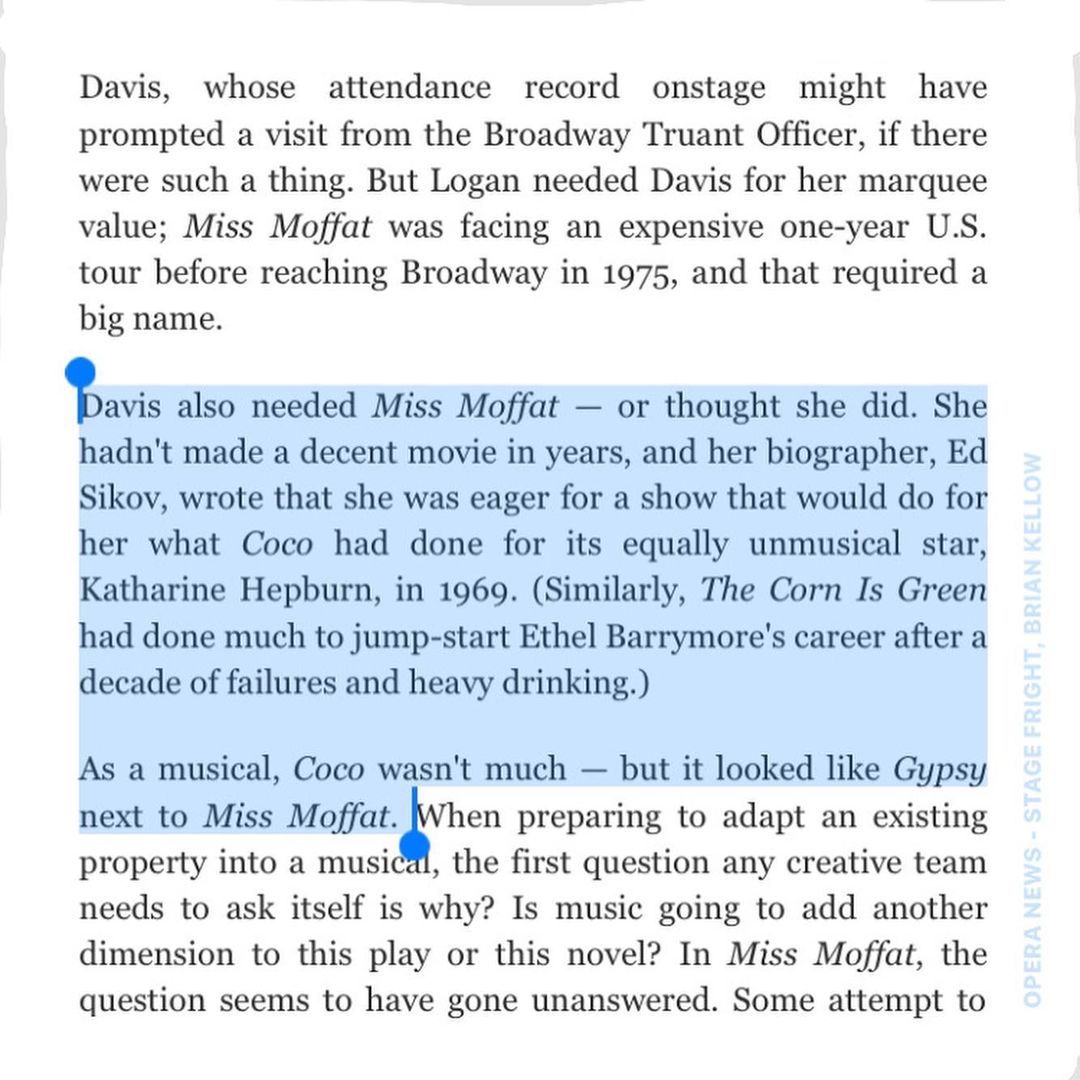 Davis, whose attendance record onstage might have
prompted a visit from the Broadway Truant Officer, if there
were such a thing. But Logan needed Davis for her marquee
value; Miss Moffat was facing an expensive one-year U.S.
tour before reaching Broadway in 1975, and that required a
big name.
Davis also needed Miss Moffat — or thought she did. She
hadn't made a decent movie in years, and her biographer, Ed
Sikov, wrote that she was eager for a show that would do for
her what Coco had done for its equally unmusical star,
Katharine Hepburn, in 1969. (Similarly, The Corn Is Green
had done much to jump-start Ethel Barrymore's career after a
decade of failures and heavy drinking.)
As a musical, Coco wasn't much — but it looked like Gypsy
next to Miss Moffat. When preparing to adapt an existing
property into a musical, the first question any creative team
needs to ask itself is why? Is music going to add another
dimension to this play or this novel? In Miss Moffat, the
question seems to have gone unanswered. Some attempt to
OPERA NEWS - STAGE FRIGHT, BRIAN KELLOW